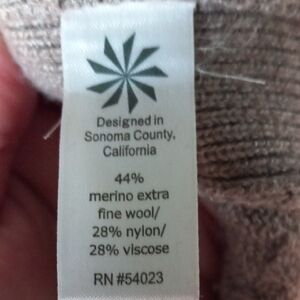 Designed in
Sonoma County,
California
44%
merino extra
fine wool/
28% nylon/
28% viscose
RN #54023